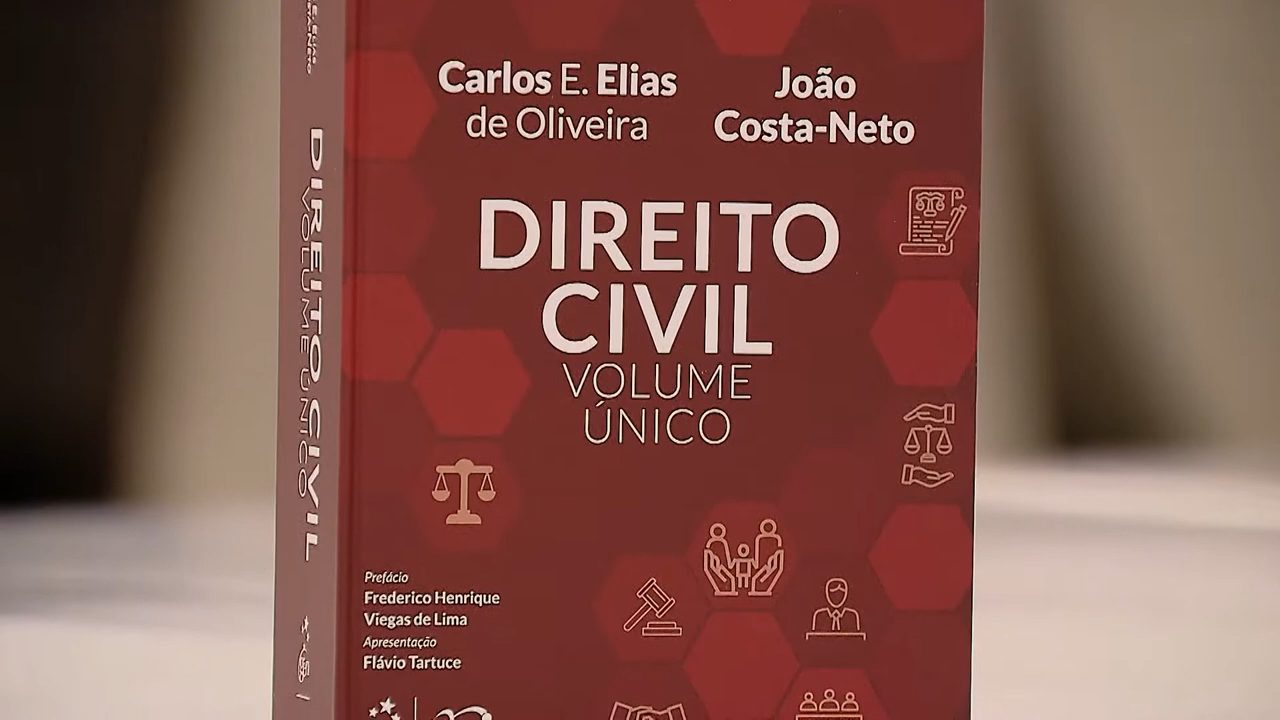 Carlos E. Elias
de Oliveira
João
Costa-Neto
DIREITO
CIVIL
VOLUME
ÚNICO
Prefácio
Frederico Henrique
Viegas de Lima
Apresentação
Flávio Tartuce
DIREITO CIVIL
VOLUME ÚNICO